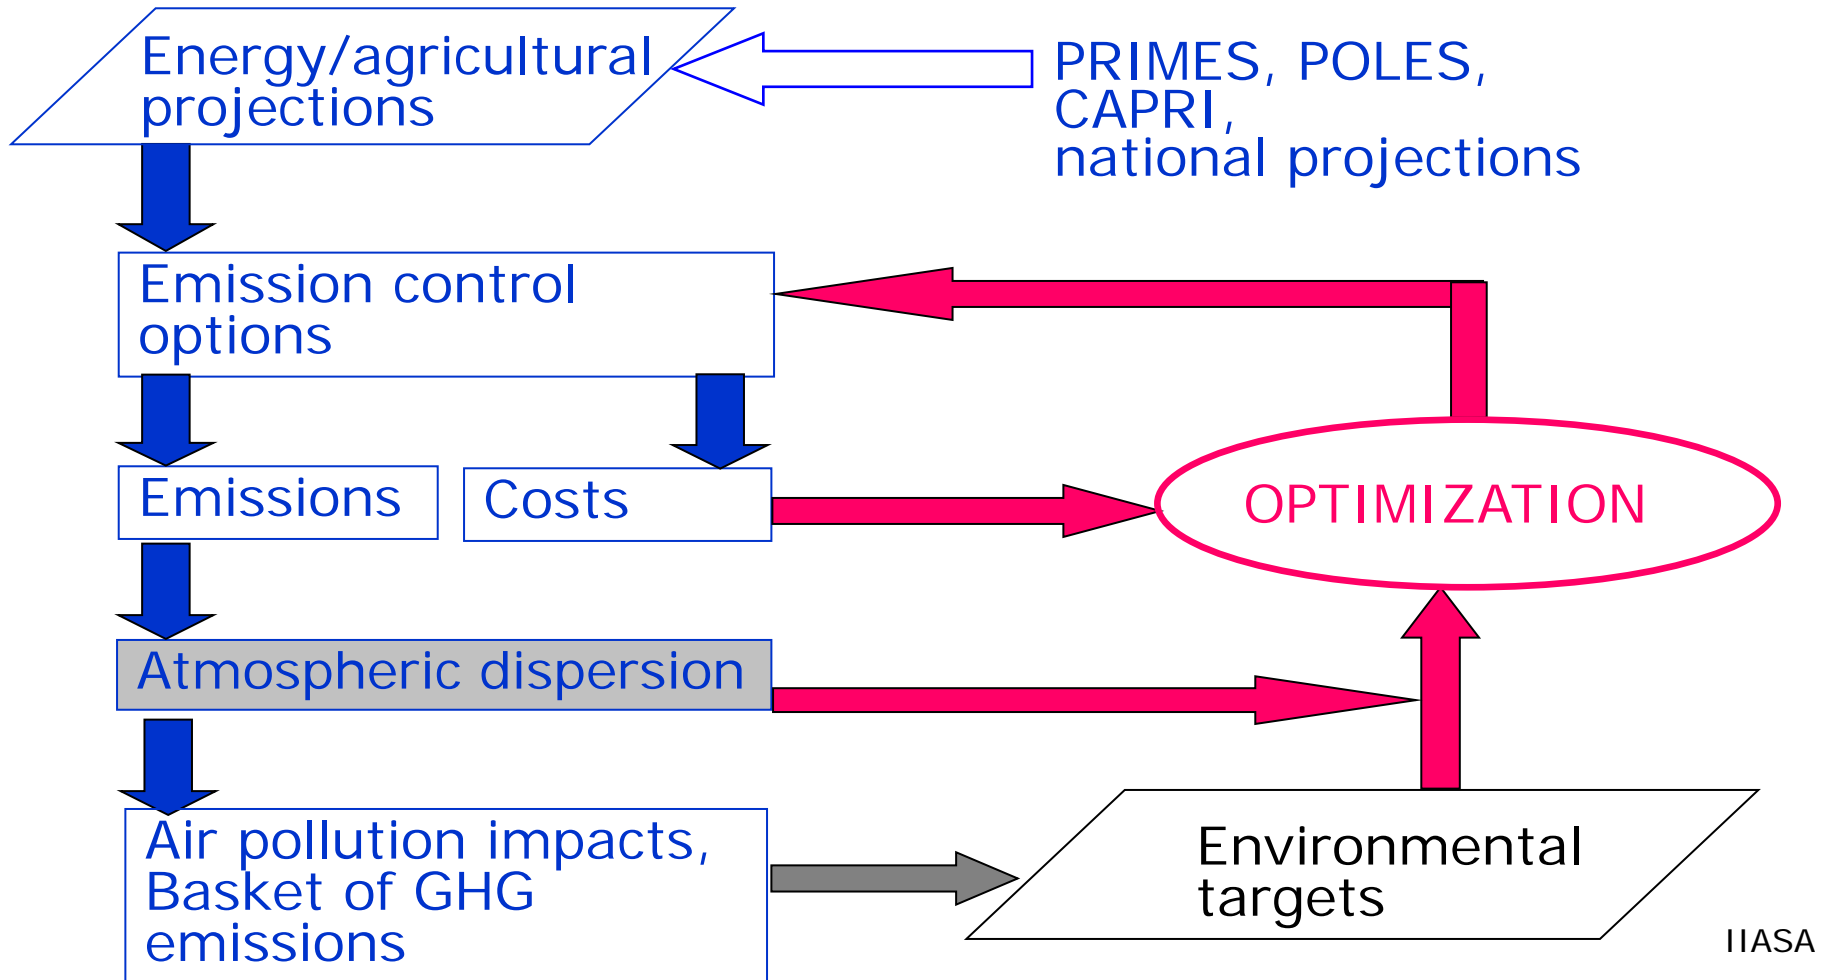 Energy/agricultural
projections
PRIMES, POLES,
CAPRI,
national projections
Emission control
options
Emissions
Costs
OPTIMIZATION
Atmospheric dispersion
Air pollution impacts,
Basket of GHG
emissions
Environmental
targets
IIASA